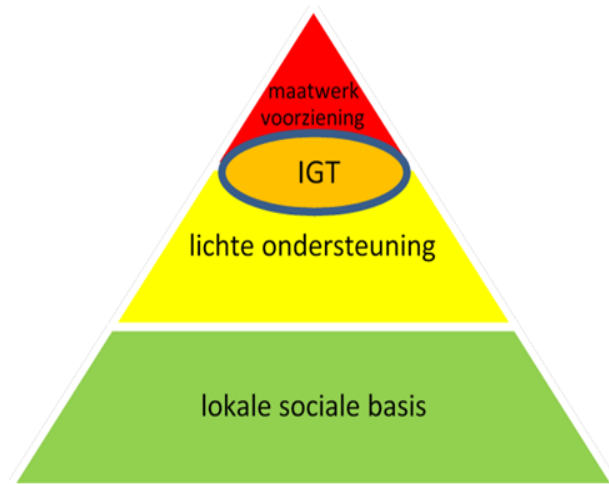 maatwerk
voorziening
IGT
lichte ondersteuning
lokale sociale basis